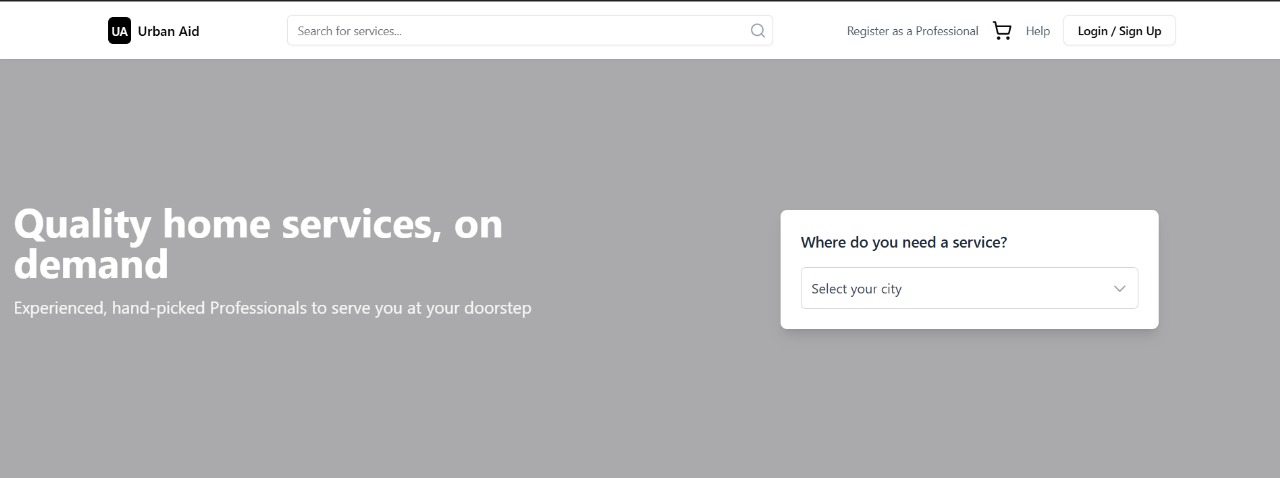 UA Urban Aid
Search for services...
Register as a Professional
Help
Login / Sign Up
Quality home services, on
demand
Experienced, hand-picked Professionals to serve you at your doorstep
Where do you need a service?
Select your city